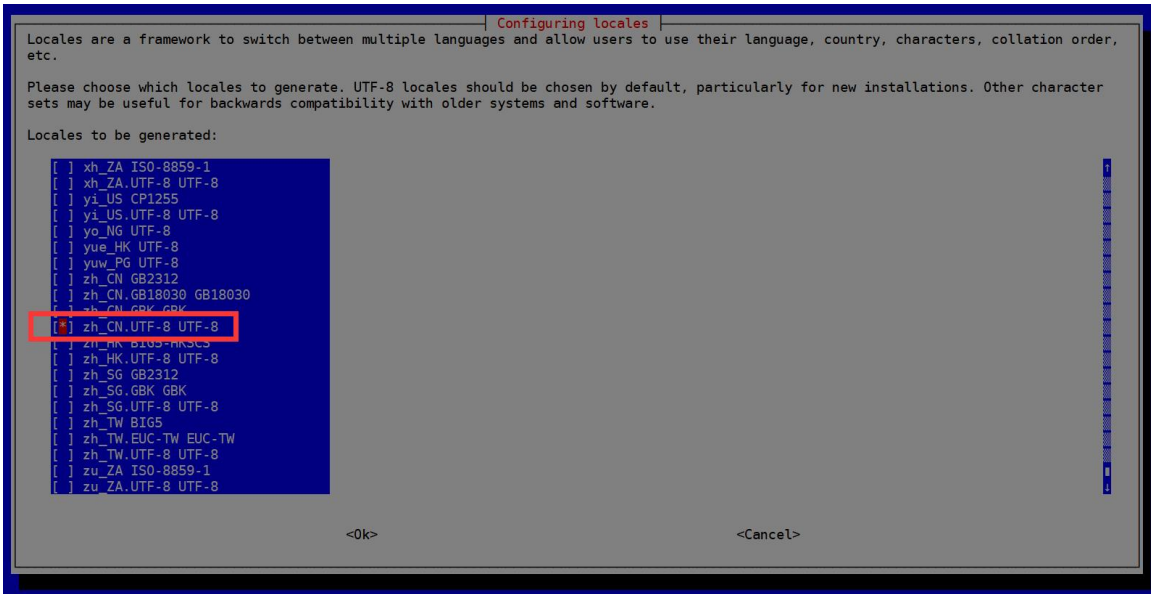 Configuring locales
Locales are a framework to switch between multiple languages and allow users to use their language, country, characters, collation order,
etc.
Please choose which locales to generate. UTF-8 locales should be chosen by default, particularly for new installations. Other character
sets may be useful for backwards compatibility with older systems and software.
Locales to be generated:
[ ] xh_ZA ISO-8859-1
[ ] xh_ZA.UTF-8 UTF-8
[ ] yi_US CP1255
[ ] yi_US.UTF-8 UTF-8
[ ] yo_NG UTF-8
[ ] yue_HK UTF-8
[ ] yuw_PG UTF-8
[ ] zh_CN GB2312
[ ] zh_CN.GB18030 GB18030
[ ] zh_CN.GBK GBK
[*] zh_CN.UTF-8 UTF-8
[ ] zh_HK BIG5-HKSCS
[ ] zh_HK.UTF-8 UTF-8
[ ] zh_SG GB2312
[ ] zh_SG.GBK GBK
[ ] zh_SG.UTF-8 UTF-8
[ ] zh_TW BIG5
[ ] zh_TW.EUC-TW EUC-TW
[ ] zh_TW.UTF-8 UTF-8
[ ] zu_ZA ISO-8859-1
[ ] zu_ZA.UTF-8 UTF-8
<Ok> <Cancel>